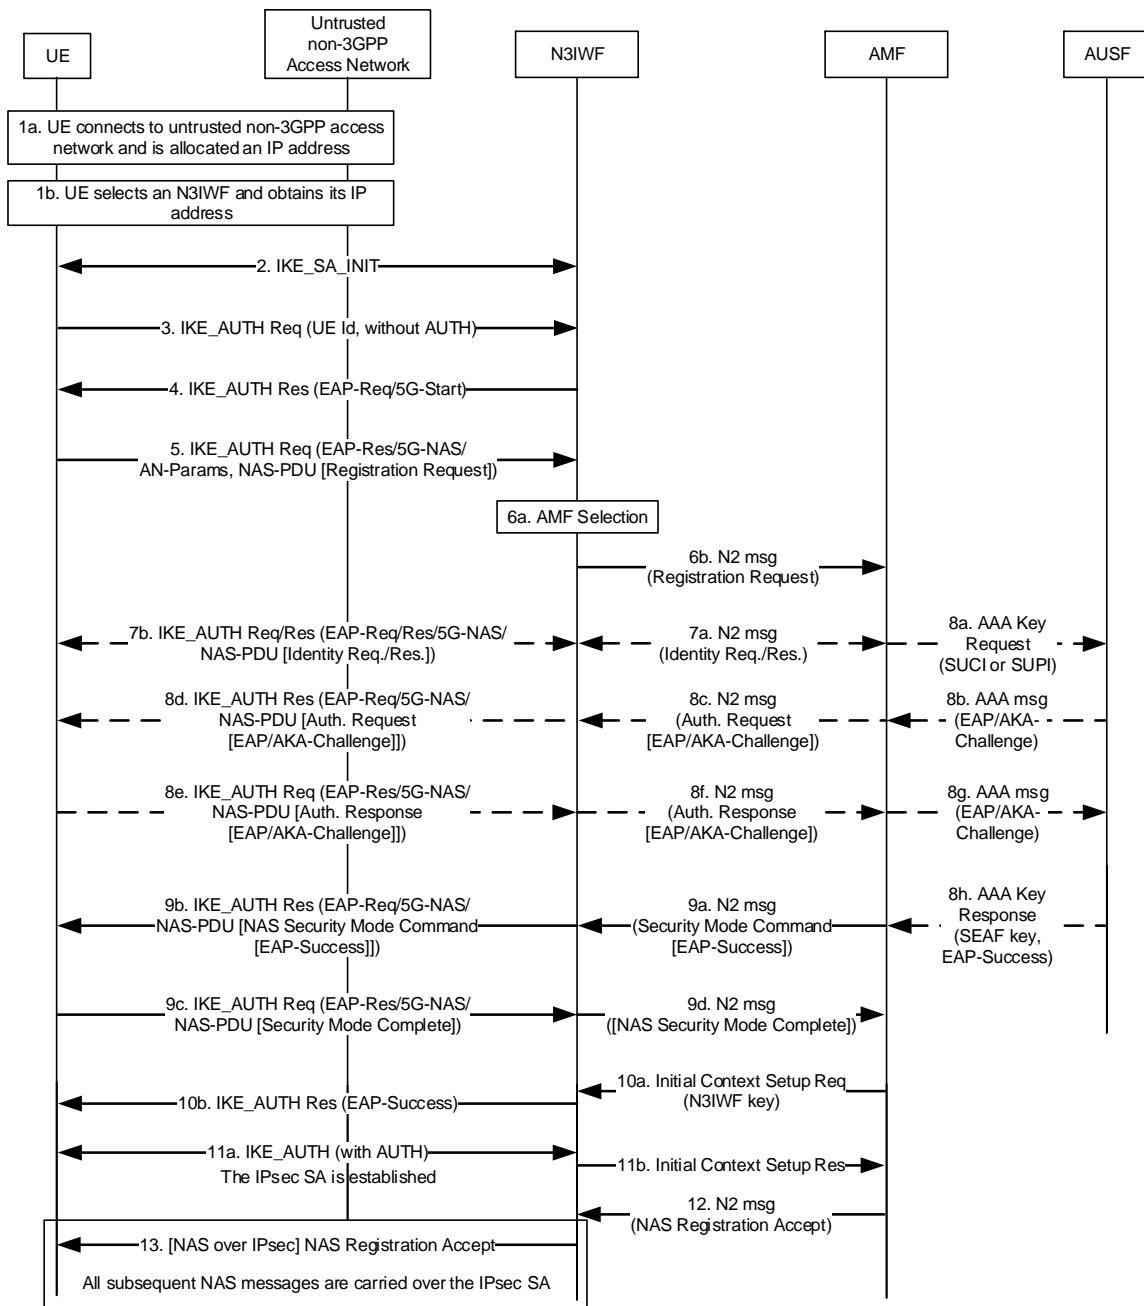 UE
Untrusted
non-3GPP
Access Network
N3IWF
AMF
AUSF
1a. UE connects to untrusted non-3GPP access
network and is allocated an IP address
1b. UE selects an N3IWF and obtains its IP
address
2. IKE_SA_INIT
3. IKE_AUTH Req (UE Id, without AUTH)
4. IKE_AUTH Res (EAP-Req/5G-Start)
5. IKE_AUTH Req (EAP-Res/5G-NAS/
AN-Params, NAS-PDU [Registration Request])
6a. AMF Selection
6b. N2 msg
(Registration Request)
7b. IKE_AUTH Req/Res (EAP-Req/Res/5G-NAS/
NAS-PDU [Identity Req./Res.])
7a. N2 msg
(Identity Req./Res.)
8a. AAA Key
Request
(SUCI or SUPI)
8d. IKE_AUTH Res (EAP-Req/5G-NAS/
NAS-PDU [Auth. Request
[EAP/AKA-Challenge]])
8c. N2 msg
(Auth. Request
[EAP/AKA-Challenge])
8b. AAA msg
(EAP/AKA-
Challenge)
8e. IKE_AUTH Req (EAP-Res/5G-NAS/
NAS-PDU [Auth. Response
[EAP/AKA-Challenge]])
8f. N2 msg
(Auth. Response
[EAP/AKA-Challenge])
8g. AAA msg
(EAP/AKA-
Challenge)
8h. AAA Key
Response
(SEAF key,
EAP-Success)
9b. IKE_AUTH Res (EAP-Req/5G-NAS/
NAS-PDU [NAS Security Mode Command
[EAP-Success]])
9a. N2 msg
(Security Mode Command
[EAP-Success])
9c. IKE_AUTH Req (EAP-Res/5G-NAS/
NAS-PDU [Security Mode Complete])
9d. N2 msg
([NAS Security Mode Complete])
10a. Initial Context Setup Req
(N3IWF key)
10b. IKE_AUTH Res (EAP-Success)
11a. IKE_AUTH (with AUTH)
The IPsec SA is established
11b. Initial Context Setup Res
12. N2 msg
(NAS Registration Accept)
13. [NAS over IPsec] NAS Registration Accept
All subsequent NAS messages are carried over the IPsec SA